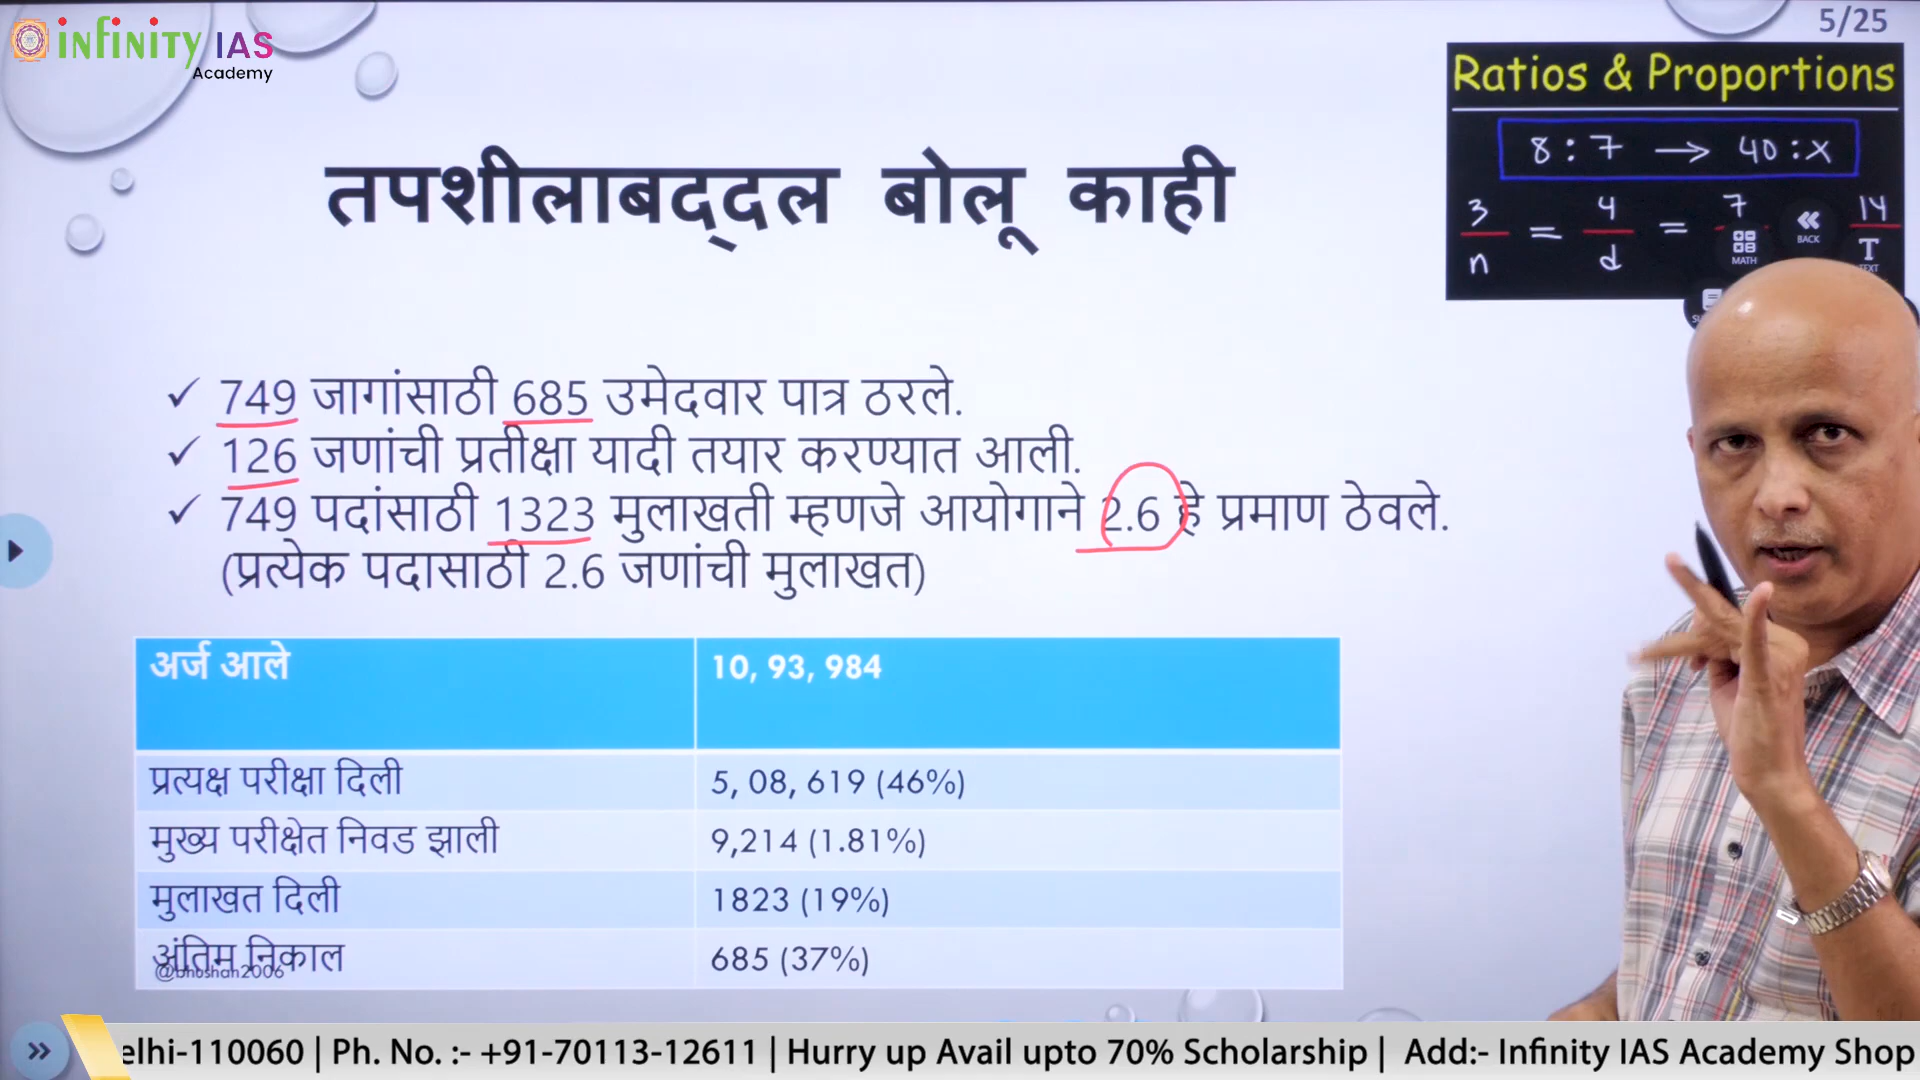 infinity IAS
Academy
5/25
Ratios & Proportions
8 : 7 → 40 : x
3/n = 4/d = 7 14
BACK
MATH
T
तपशीलाबद्दल बोलू काही
✓ 749 जागांसाठी 685 उमेदवार पात्र ठरले.
✓ 126 जणांची प्रतीक्षा यादी तयार करण्यात आली.
✓ 749 पदांसाठी 1323 मुलाखती म्हणजे आयोगाने 2.6 हे प्रमाण ठेवले.
(प्रत्येक पदासाठी 2.6 जणांची मुलाखत)
अर्ज आले 10, 93, 984
प्रत्यक्ष परीक्षा दिली 5, 08, 619 (46%)
मुख्य परीक्षेत निवड झाली 9,214 (1.81%)
मुलाखत दिली 1823 (19%)
अंतिम निकाल 685 (37%)
@bhushan2006
elhi-110060 | Ph. No. :- +91-70113-12611 | Hurry up Avail upto 70% Scholarship | Add:- Infinity IAS Academy Shop